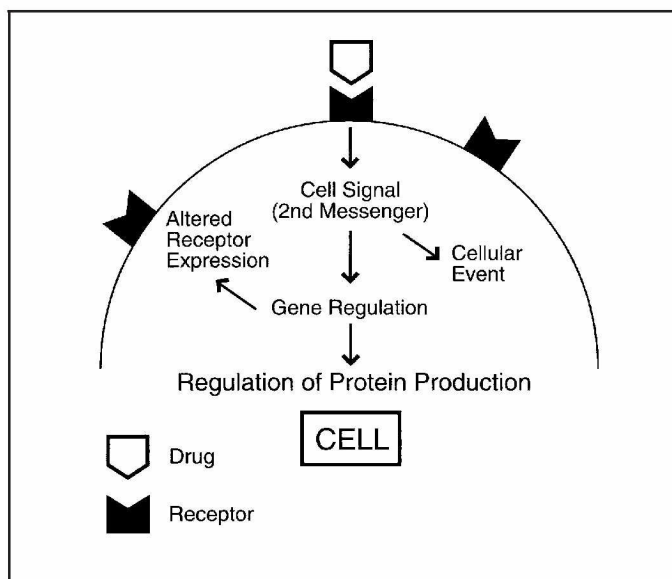 Cell Signal
(2nd Messenger)
Altered
Receptor
Expression
Cellular
Event
Gene Regulation
Regulation of Protein Production
CELL
Drug
Receptor